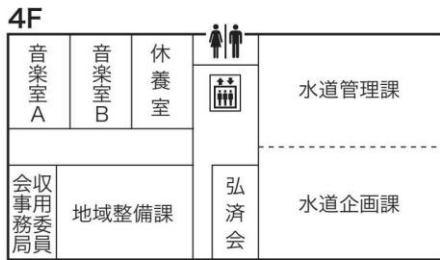 4F
音楽室A
音楽室B
休養室
水道管理課
収用委員
会事務局
地域整備課
弘済会
水道企画課